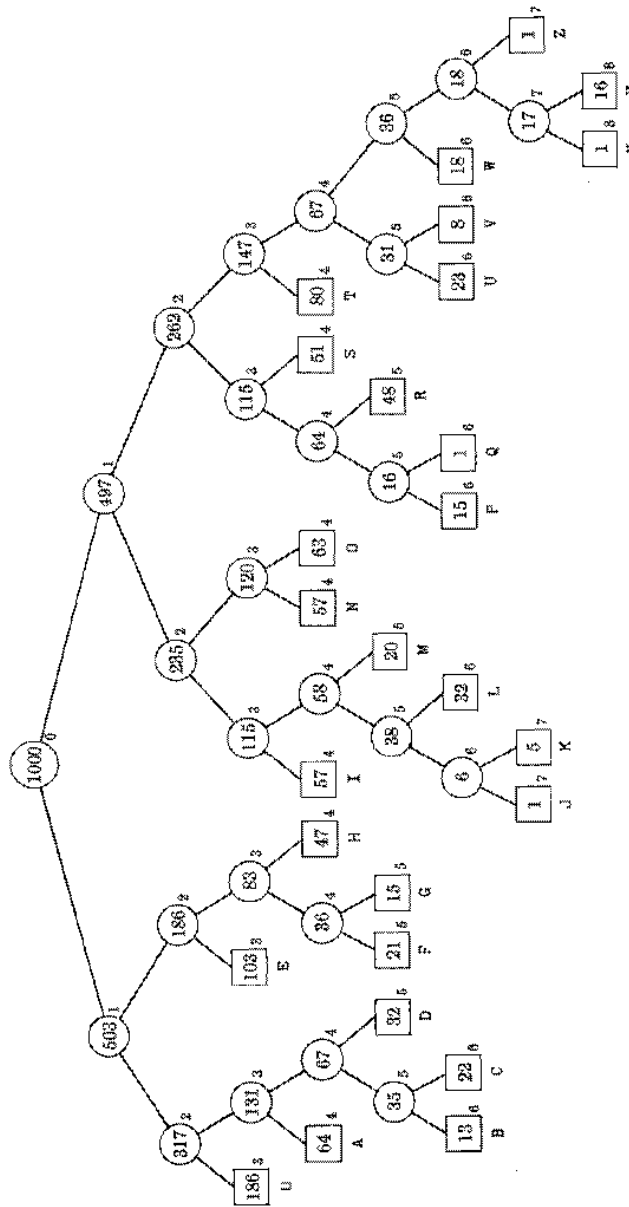 1000 0
503 1 497 1
317 2 186 2 235 2 262 2
186 3 131 3 103 3 83 3 115 3 120 3 115 3 147 3
U E
64 4 67 4 36 4 47 4 57 4 58 4 57 4 63 4 64 4 51 4 80 4 67 4
A H I N O S T
35 5 32 5 21 5 15 5 38 5 20 5 16 5 48 5 31 5 36 5
D F G M R
13 6 22 6 6 6 32 6 15 6 1 6 23 6 8 6 18 6 18 6
B C L P Q U V W
1 7 5 7 17 7 1 7
J K Z
1 8 16 8